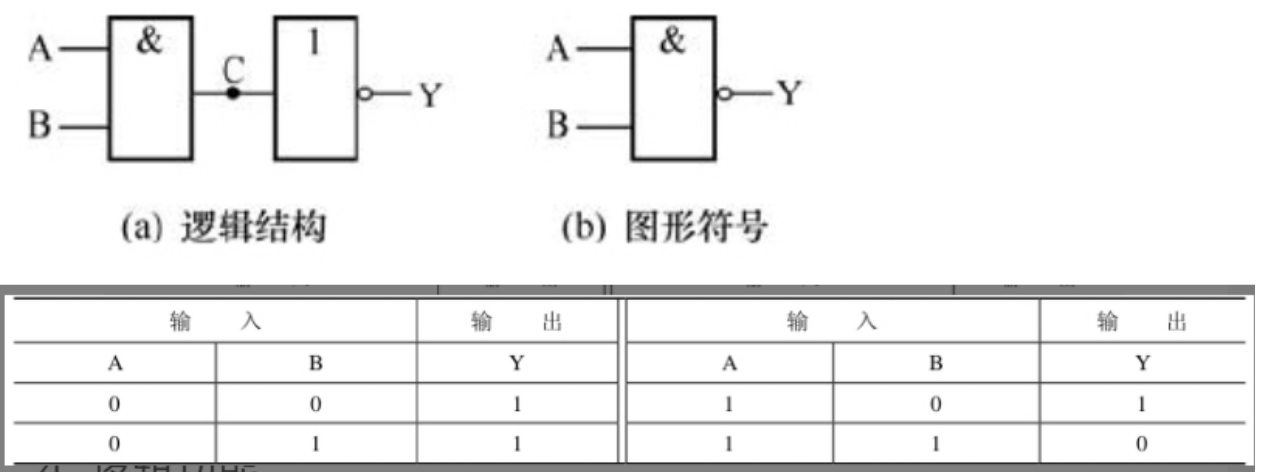 A & C 1 Y B
A & Y B
(a) 逻辑结构 (b) 图形符号
输 入 输 出 输 入 输 出
A B Y A B Y
0 0 1 1 0 1
0 1 1 1 1 0